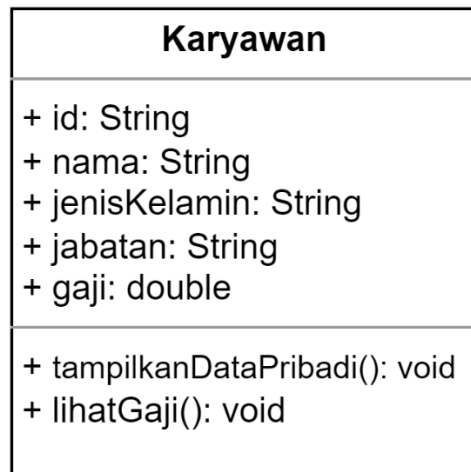 Karyawan
+ id: String
+ nama: String
+ jenisKelamin: String
+ jabatan: String
+ gaji: double
+ tampilkanDataPribadi(): void
+ lihatGaji(): void